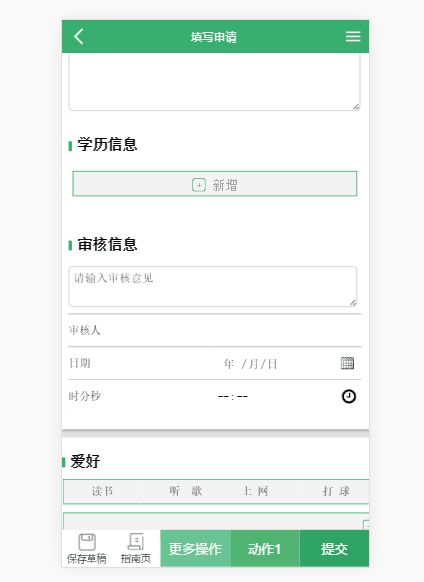 填写申请
学历信息
新增
审核信息
请输入审核意见
审核人
日期 年 /月/日
时分秒 --:--
爱好
读书 听 歌 上 网 打 球
保存草稿 指南页 更多操作 动作1 提交